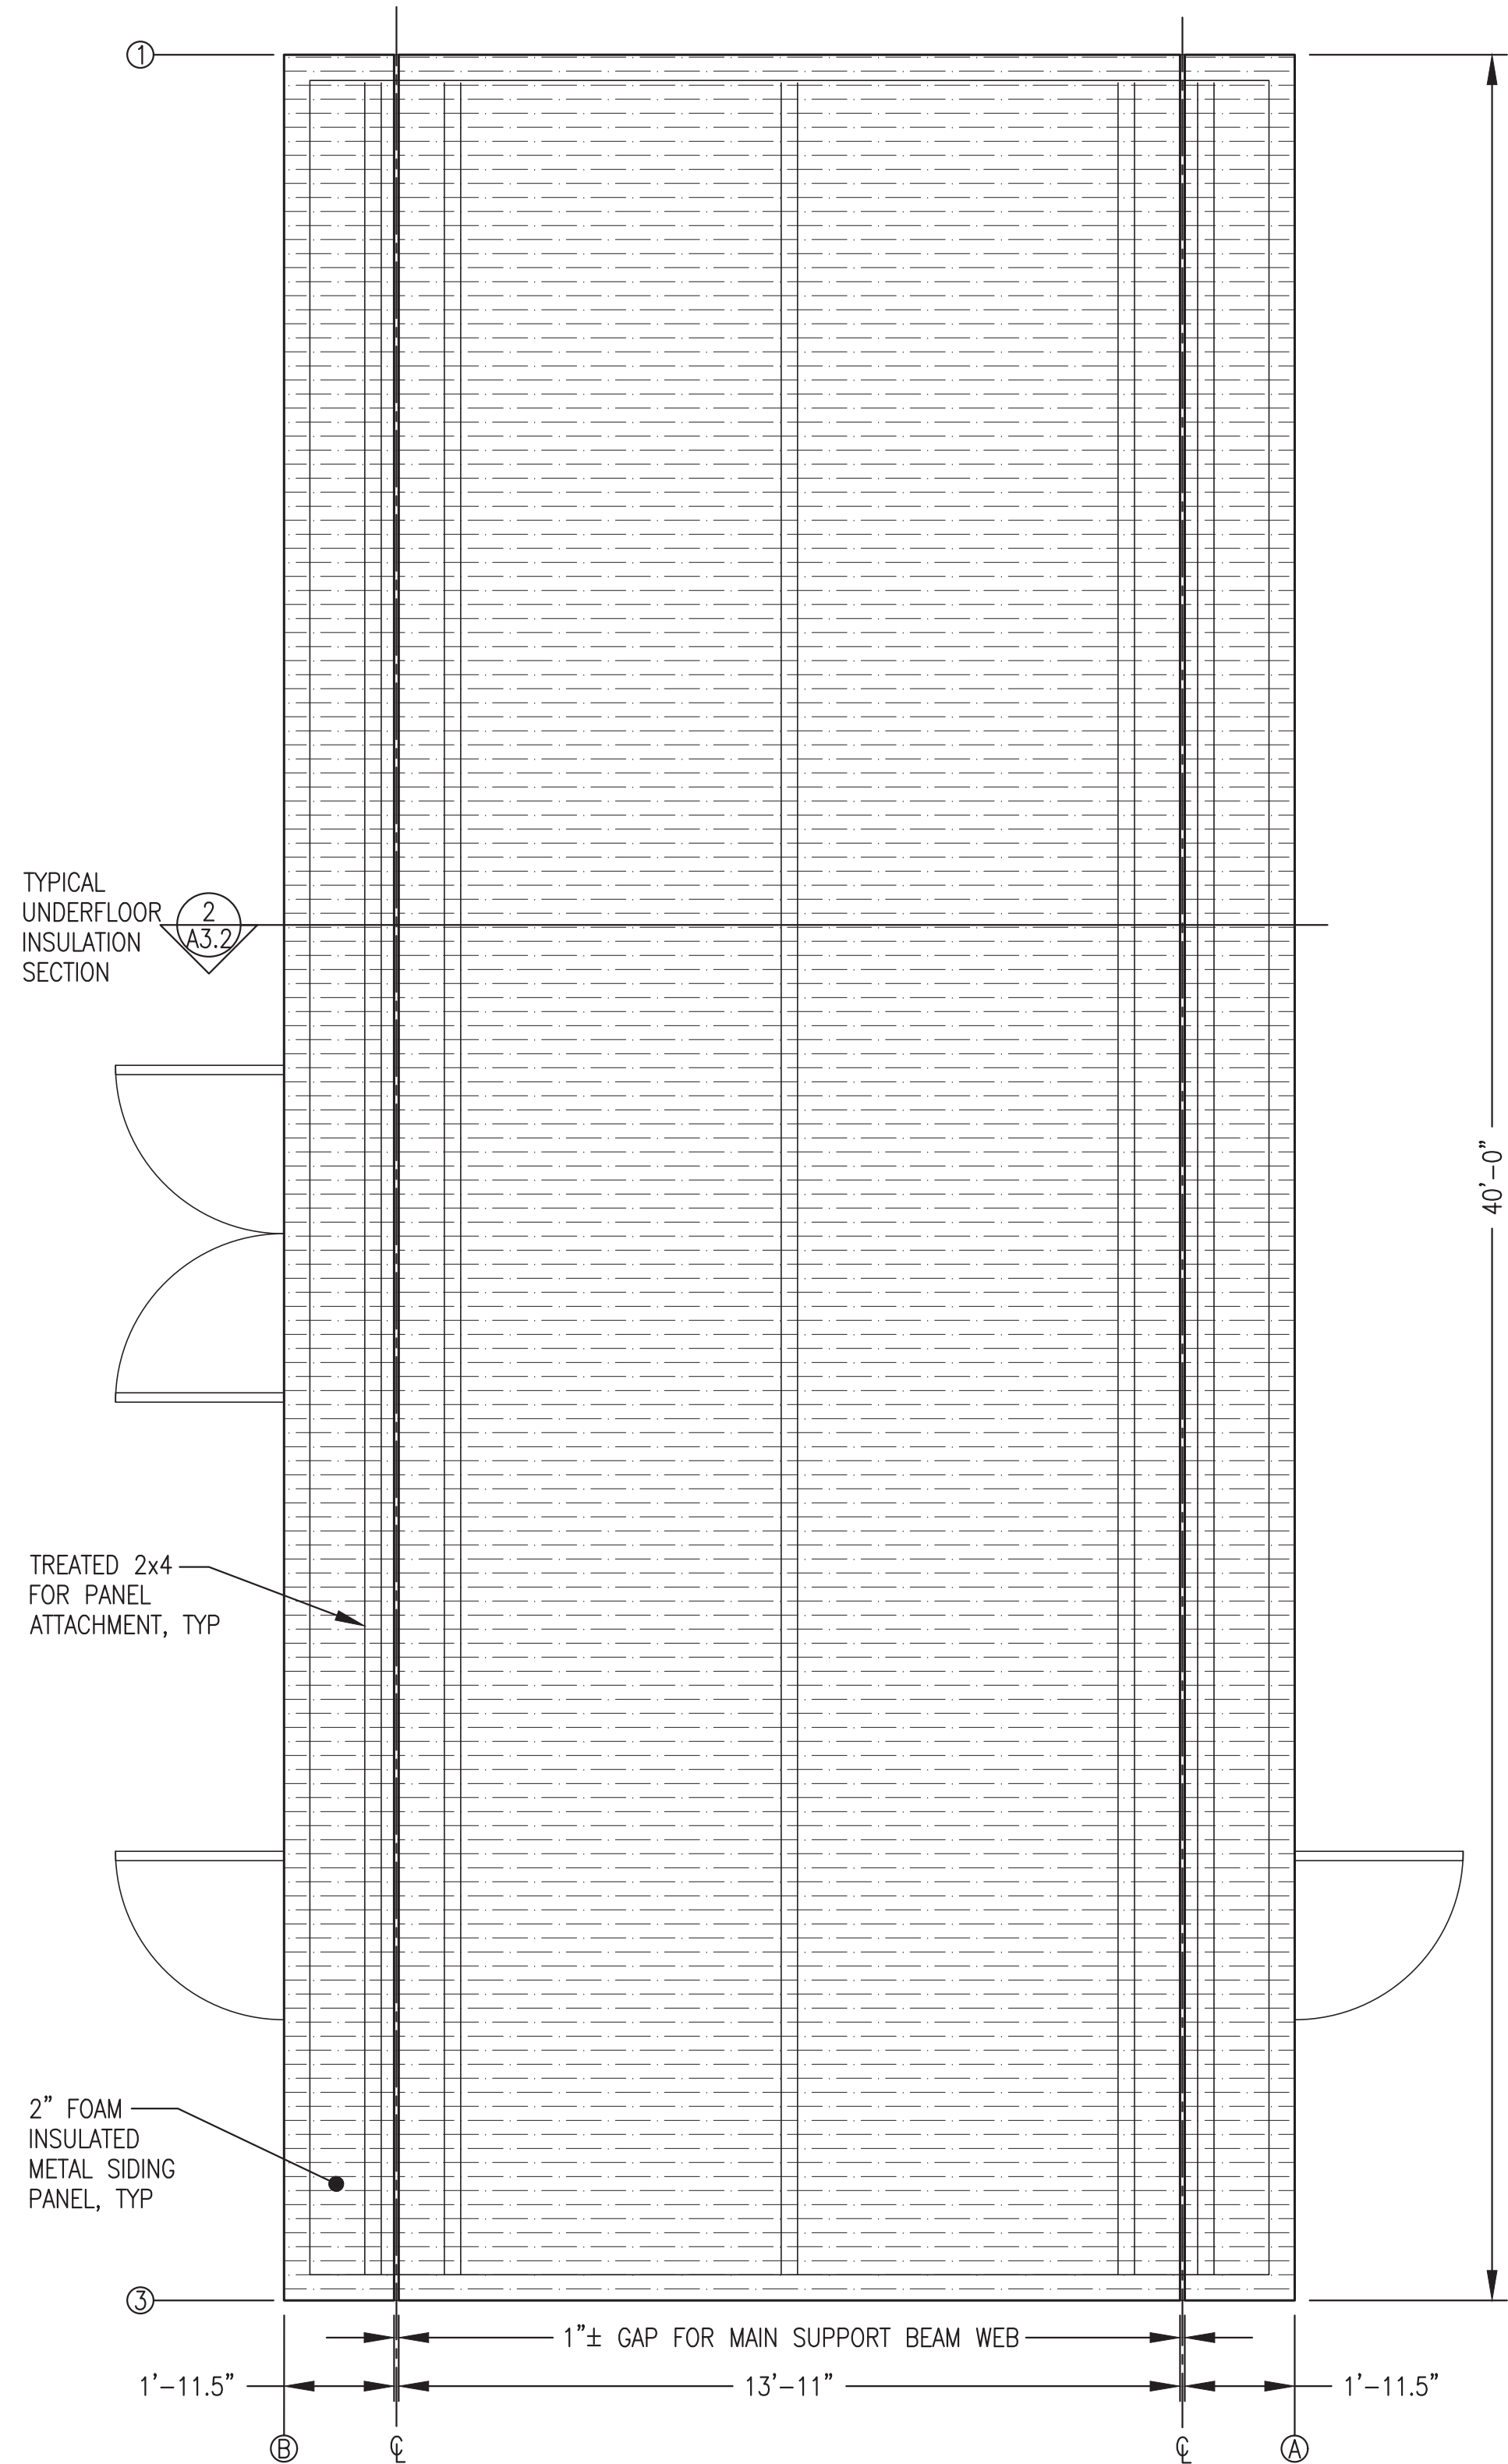 1
TYPICAL
UNDERFLOOR
INSULATION
SECTION
2
A3.2
40'-0"
TREATED 2x4
FOR PANEL
ATTACHMENT, TYP
2" FOAM
INSULATED
METAL SIDING
PANEL, TYP
3
1"± GAP FOR MAIN SUPPORT BEAM WEB
1'-11.5" 13'-11" 1'-11.5"
B ℄ ℄ A